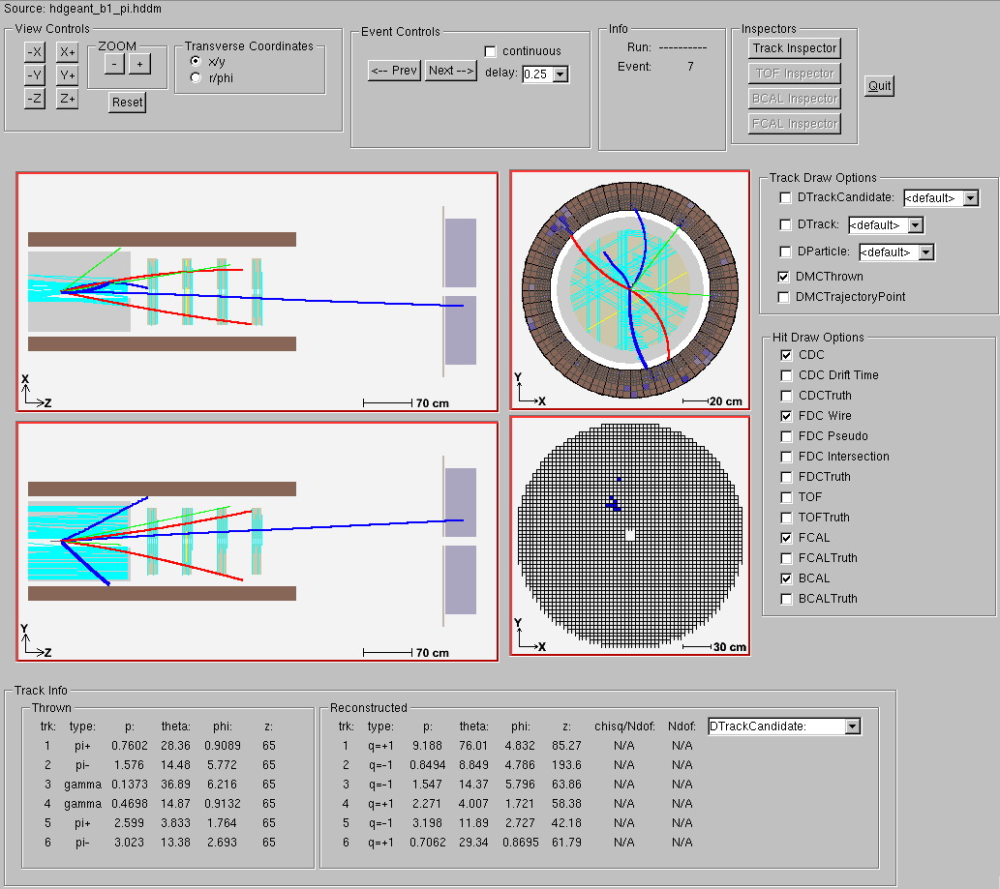 Source: hdgeant_b1_pi.hddm
View Controls
-X X+
-Y Y+
-Z Z+
ZOOM
- +
Reset
Transverse Coordinates
x/y
r/phi
Event Controls
<-- Prev Next -->
continuous
delay: 0.25
Info
Run: ----------
Event: 7
Inspectors
Track Inspector
TOF Inspector
BCAL Inspector
FCAL Inspector
Quit
X
Z
70 cm
Y
X
20 cm
Y
Z
70 cm
Y
X
30 cm
Track Draw Options
DTrackCandidate: <default>
DTrack: <default>
DParticle: <default>
DMCThrown
DMCTrajectoryPoint
Hit Draw Options
CDC
CDC Drift Time
CDCTruth
FDC Wire
FDC Pseudo
FDC Intersection
FDCTruth
TOF
TOFTruth
FCAL
FCALTruth
BCAL
BCALTruth
Track Info
Thrown
trk: type: p: theta: phi: z:
1 pi+ 0.7602 28.36 0.9089 65
2 pi- 1.576 14.48 5.772 65
3 gamma 0.1373 36.89 6.216 65
4 gamma 0.4698 14.87 0.9132 65
5 pi+ 2.599 3.833 1.764 65
6 pi- 3.023 13.38 2.693 65
Reconstructed
trk: type: p: theta: phi: z: chisq/Ndof: Ndof: DTrackCandidate:
1 q=+1 9.188 76.01 4.832 85.27 N/A N/A
2 q=-1 0.8494 8.849 4.786 193.6 N/A N/A
3 q=-1 1.547 14.37 5.796 63.86 N/A N/A
4 q=+1 2.271 4.007 1.721 58.38 N/A N/A
5 q=-1 3.198 11.89 2.727 42.18 N/A N/A
6 q=+1 0.7062 29.34 0.8695 61.79 N/A N/A